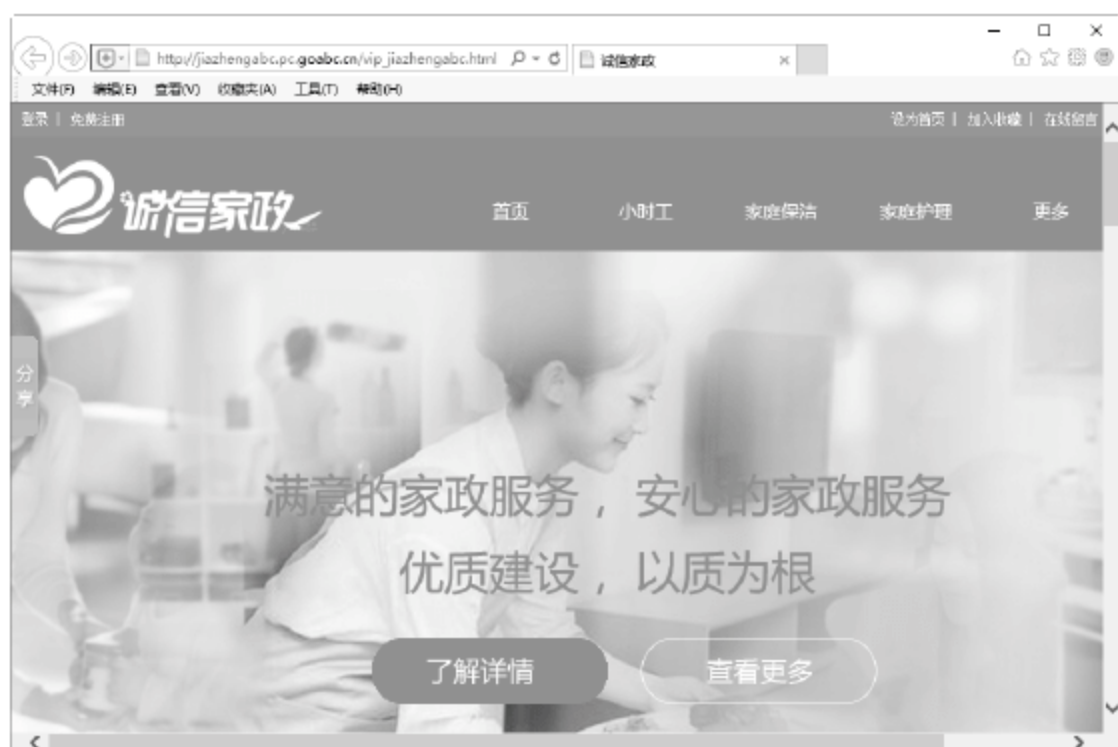 http://jiazhengabc.pc.goabc.cn/vip_jiazhengabc.html 诚信家政
文件(F) 编辑(E) 查看(V) 收藏夹(A) 工具(T) 帮助(H)
登录 | 免费注册 设为首页 | 加入收藏 | 在线留言
诚信家政 首页 小时工 家庭保洁 家庭护理 更多
分享
满意的家政服务，安心的家政服务
优质建设，以质为根
了解详情 查看更多